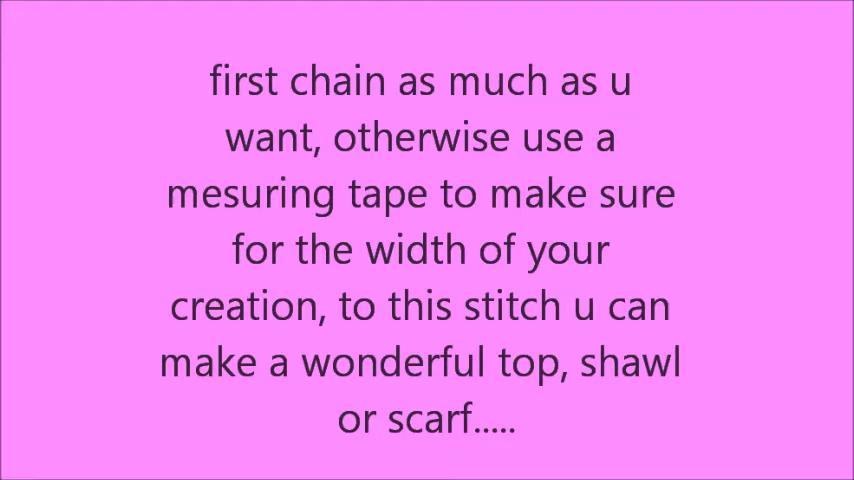 first chain as much as u
want, otherwise use a
mesuring tape to make sure
for the width of your
creation, to this stitch u can
make a wonderful top, shawl
or scarf.....